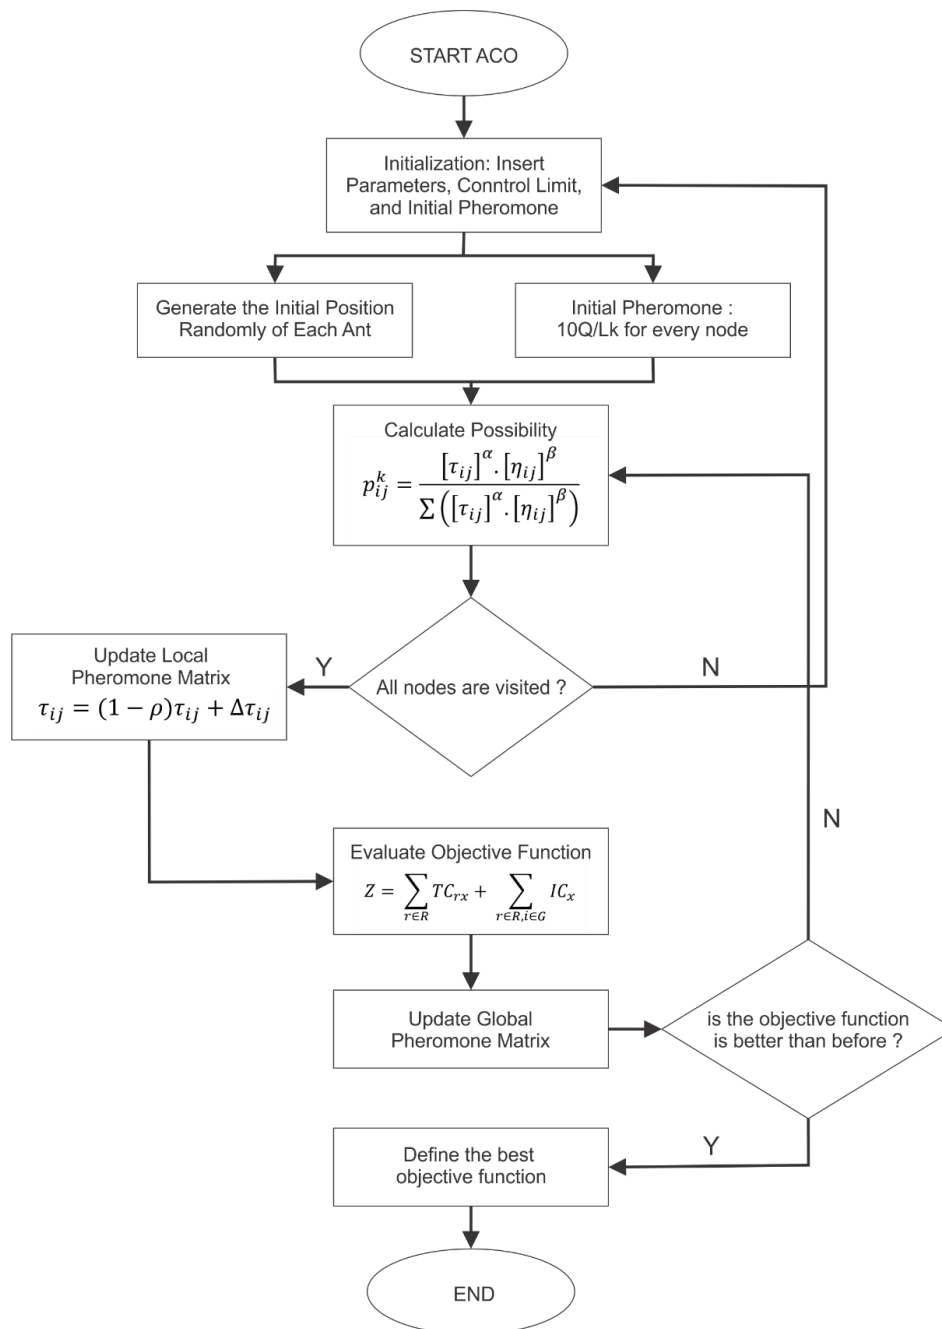 START ACO
Initialization: Insert
Parameters, Conntrol Limit,
and Initial Pheromone
Generate the Initial Position
Randomly of Each Ant
Initial Pheromone :
10Q/Lk for every node
Calculate Possibility
p_{ij}^{k} = \frac{[τ_{ij}]^{α}.[η_{ij}]^{β}}{∑([τ_{ij}]^{α}.[η_{ij}]^{β})}
All nodes are visited ?
Y
N
Update Local
Pheromone Matrix
τ_{ij} = (1 − ρ)τ_{ij} + Δτ_{ij}
Evaluate Objective Function
Z = ∑_{r∈R} TC_{rx} + ∑_{r∈R,i∈G} IC_{x}
Update Global
Pheromone Matrix
is the objective function
is better than before ?
N
Y
Define the best
objective function
END